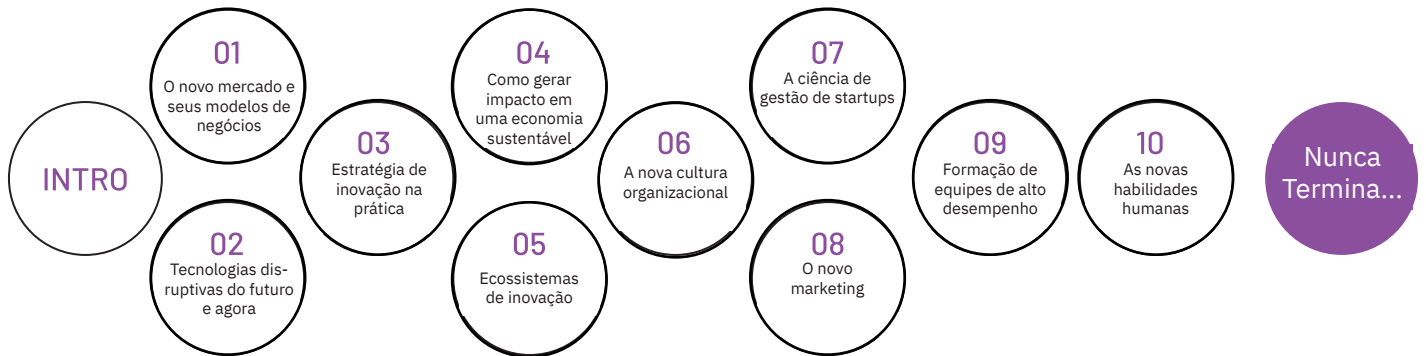 INTRO
01
O novo mercado e
seus modelos de
negócios
02
Tecnologias dis-
ruptivas do futuro
e agora
03
Estratégia de
inovação na
prática
04
Como gerar
impacto em
uma economia
sustentável
05
Ecossistemas
de inovação
06
A nova cultura
organizacional
07
A ciência de
gestão de startups
08
O novo
marketing
09
Formação de
equipes de alto
desempenho
10
As novas
habilidades
humanas
Nunca
Termina...